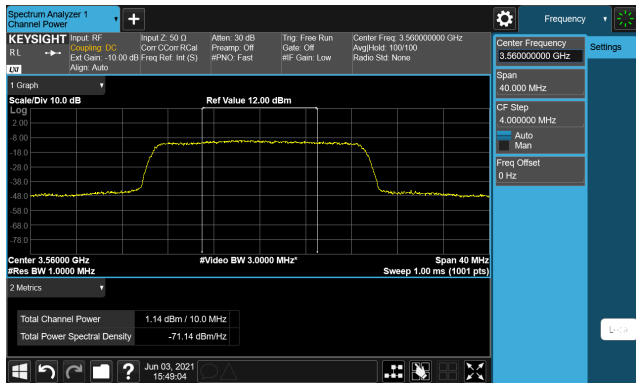 Spectrum Analyzer 1
Channel Power
Frequency
KEYSIGHT
RL
LXI
Input: RF
Coupling: DC
Ext Gain: -10.00 dB
Align: Auto
Input Z: 50 Ω
Corr CCorr RCal
Freq Ref: Int (S)
Atten: 30 dB
Preamp: Off
#PNO: Fast
Trig: Free Run
Gate: Off
#IF Gain: Low
Center Freq: 3.560000000 GHz
Avg|Hold: 100/100
Radio Std: None
Center Frequency
3.560000000 GHz
Settings
Span
40.000 MHz
CF Step
4.000000 MHz
Auto
Man
Freq Offset
0 Hz
1 Graph
Scale/Div 10.0 dB
Ref Value 12.00 dBm
Log
2.00
-8.00
-18.0
-28.0
-38.0
-48.0
-58.0
-68.0
-78.0
Center 3.56000 GHz
#Video BW 3.0000 MHz*
Span 40 MHz
#Res BW 1.0000 MHz
Sweep 1.00 ms (1001 pts)
2 Metrics
Total Channel Power
1.14 dBm / 10.0 MHz
Total Power Spectral Density
-71.14 dBm/Hz
?
Jun 03, 2021
15:49:04